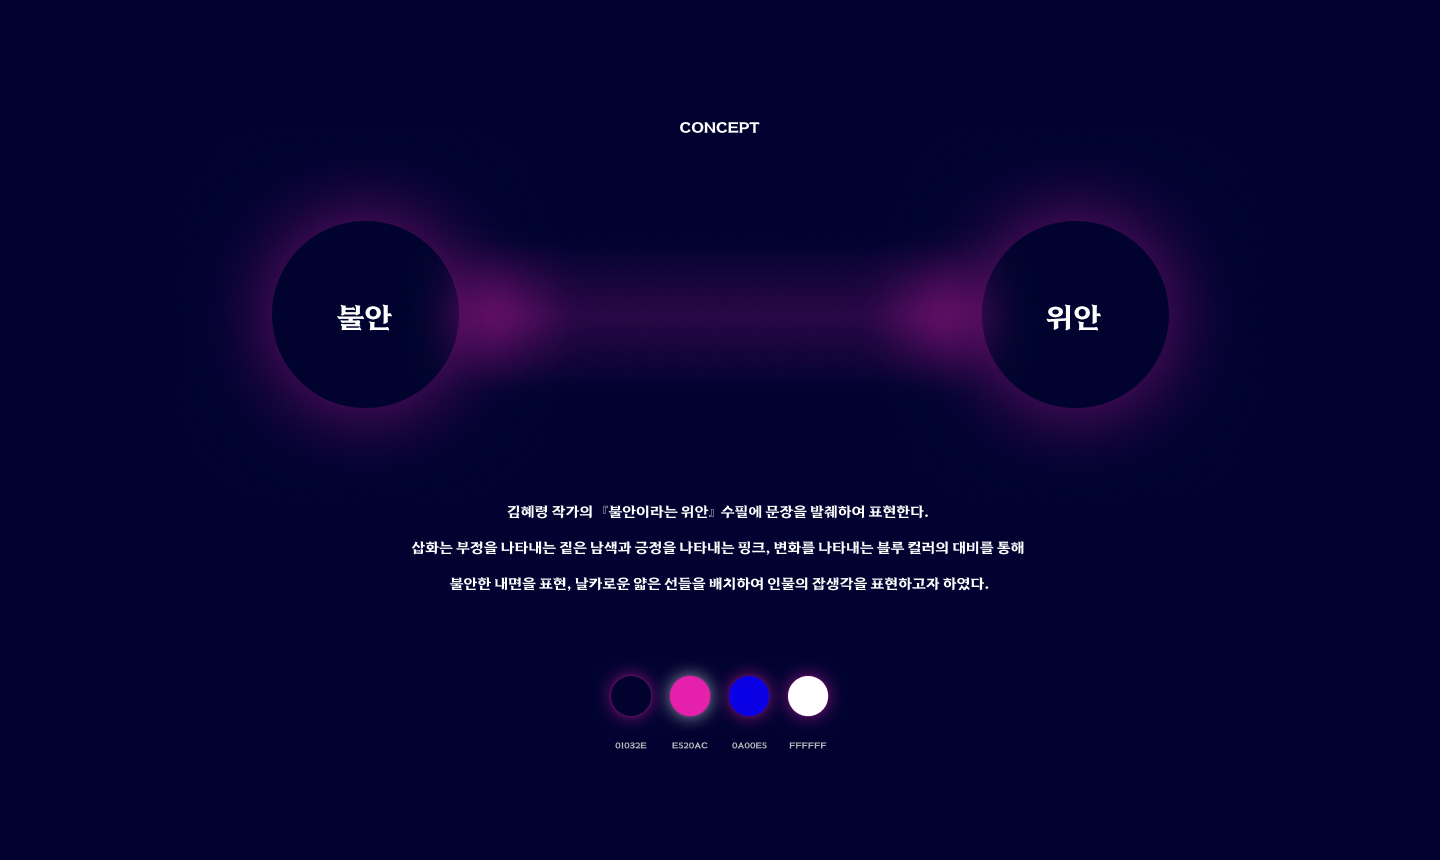 CONCEPT
불안
위안
김혜령 작가의 『불안이라는 위안』 수필에 문장을 발췌하여 표현한다.
삽화는 부정을 나타내는 짙은 남색과 긍정을 나타내는 핑크, 변화를 나타내는 블루 컬러의 대비를 통해
불안한 내면을 표현, 날카로운 얇은 선들을 배치하여 인물의 잡생각을 표현하고자 하였다.
01032E E520AC 0A00E5 FFFFFF